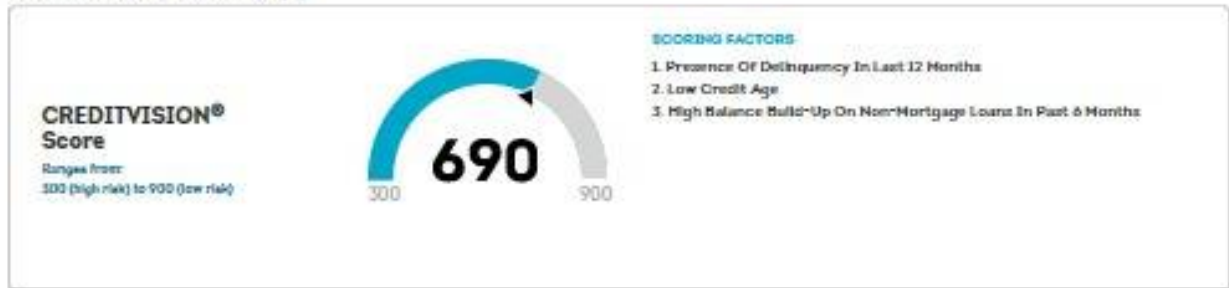 CREDITVISION®
Score
Ranges from:
300 (high risk) to 900 (low risk)
690
300
900
SCORING FACTORS
1. Presence Of Delinquency In Last 12 Months
2. Low Credit Age
3. High Balance Build-Up On Non-Mortgage Loans In Past 6 Months